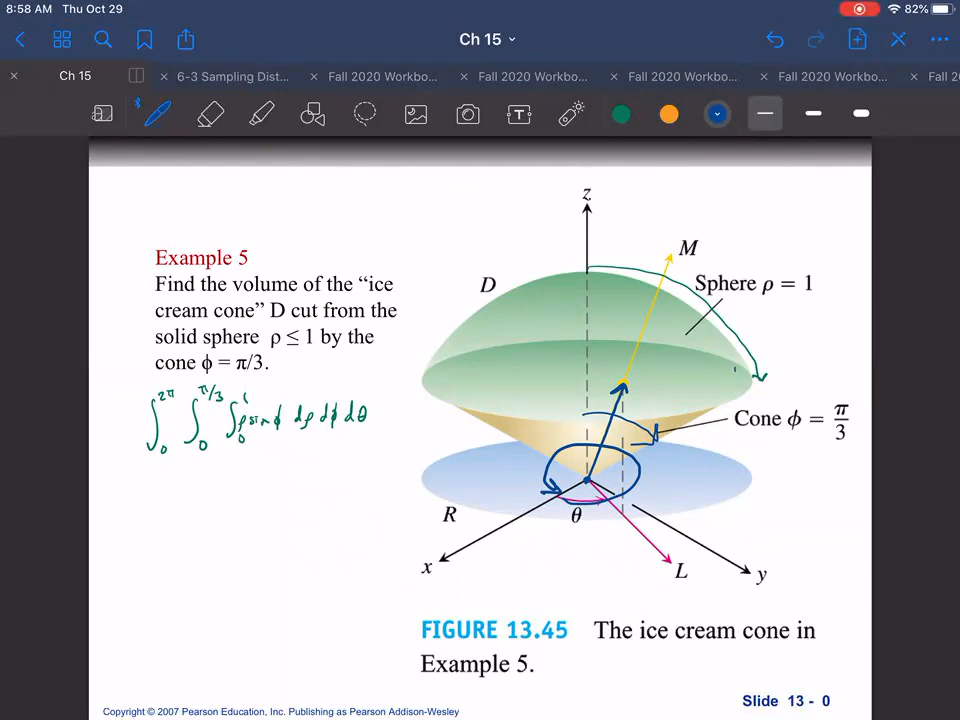 8:58 AM Thu Oct 29
82%
Ch 15
Ch 15
6-3 Sampling Dist...
Fall 2020 Workbo...
Fall 2020 Workbo...
Fall 2020 Workbo...
Fall 2020 Workbo...
Fall 2
T
Example 5
Find the volume of the “ice
cream cone” D cut from the
solid sphere ρ ≤ 1 by the
cone ϕ = π/3.
∫₀^2π ∫₀^π/3 ∫₀^1 ρ sin ϕ dρ dϕ dθ
z
M
D
Sphere ρ = 1
Cone ϕ = π/3
R
θ
x
L
y
FIGURE 13.45 The ice cream cone in
Example 5.
Slide 13 - 0
Copyright © 2007 Pearson Education, Inc. Publishing as Pearson Addison-Wesley